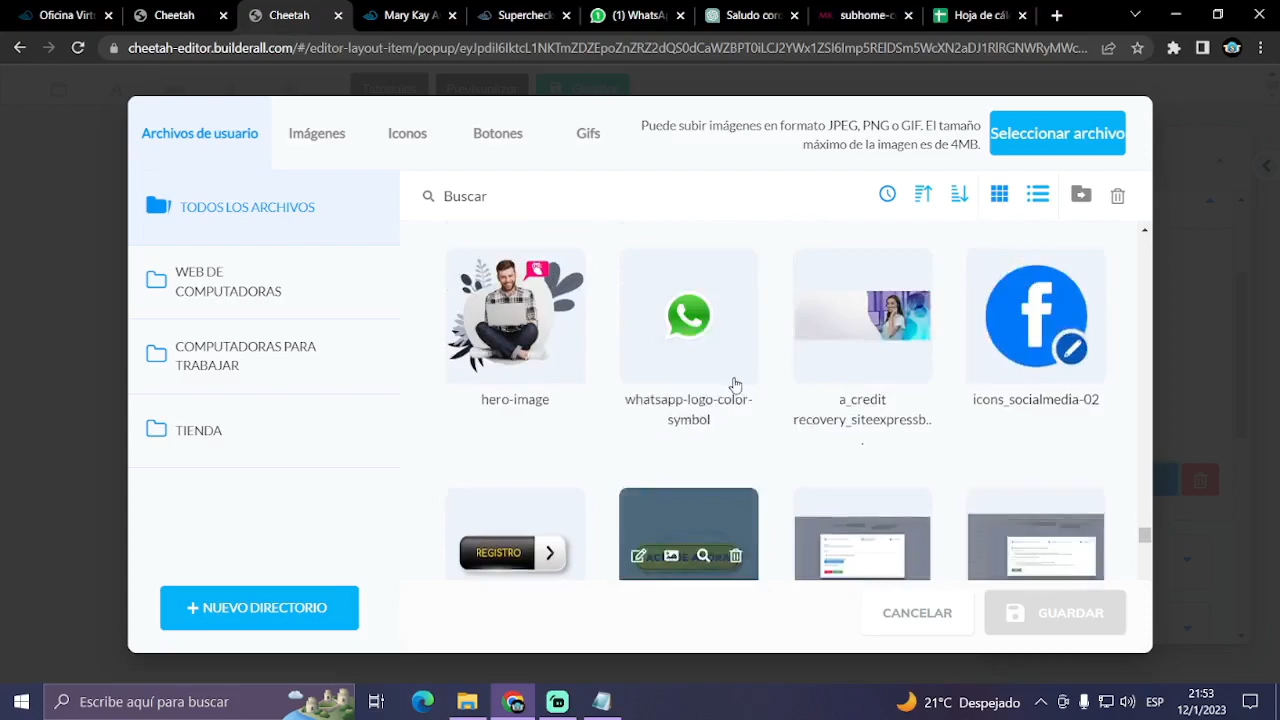 Oficina Virt
Cheetah
Cheetah
Mary Kay A
Supercheck
WhatsA
Saludo cor
MK
subhome-c
Hoja de cál
cheetah-editor.builderall.com/#/editor-layout-item/popup/
Tutoriales
Previsualizar
Guardar
Archivos de usuario
Imágenes
Iconos
Botones
Gifs
Puede subir imágenes en formato JPEG, PNG o GIF. El tamaño
máximo de la imagen es de 4MB.
Seleccionar archivo
TODOS LOS ARCHIVOS
Buscar
WEB DE
COMPUTADORAS
COMPUTADORAS PARA
TRABAJAR
TIENDA
hero-image
whatsapp-logo-color-
symbol
a_credit
recovery_siteexpressb..
.
icons_socialmedia-02
REGISTRO
+ NUEVO DIRECTORIO
CANCELAR
GUARDAR
Escribe aquí para buscar
21°C Despejado
ESP
21:53
12/1/2023